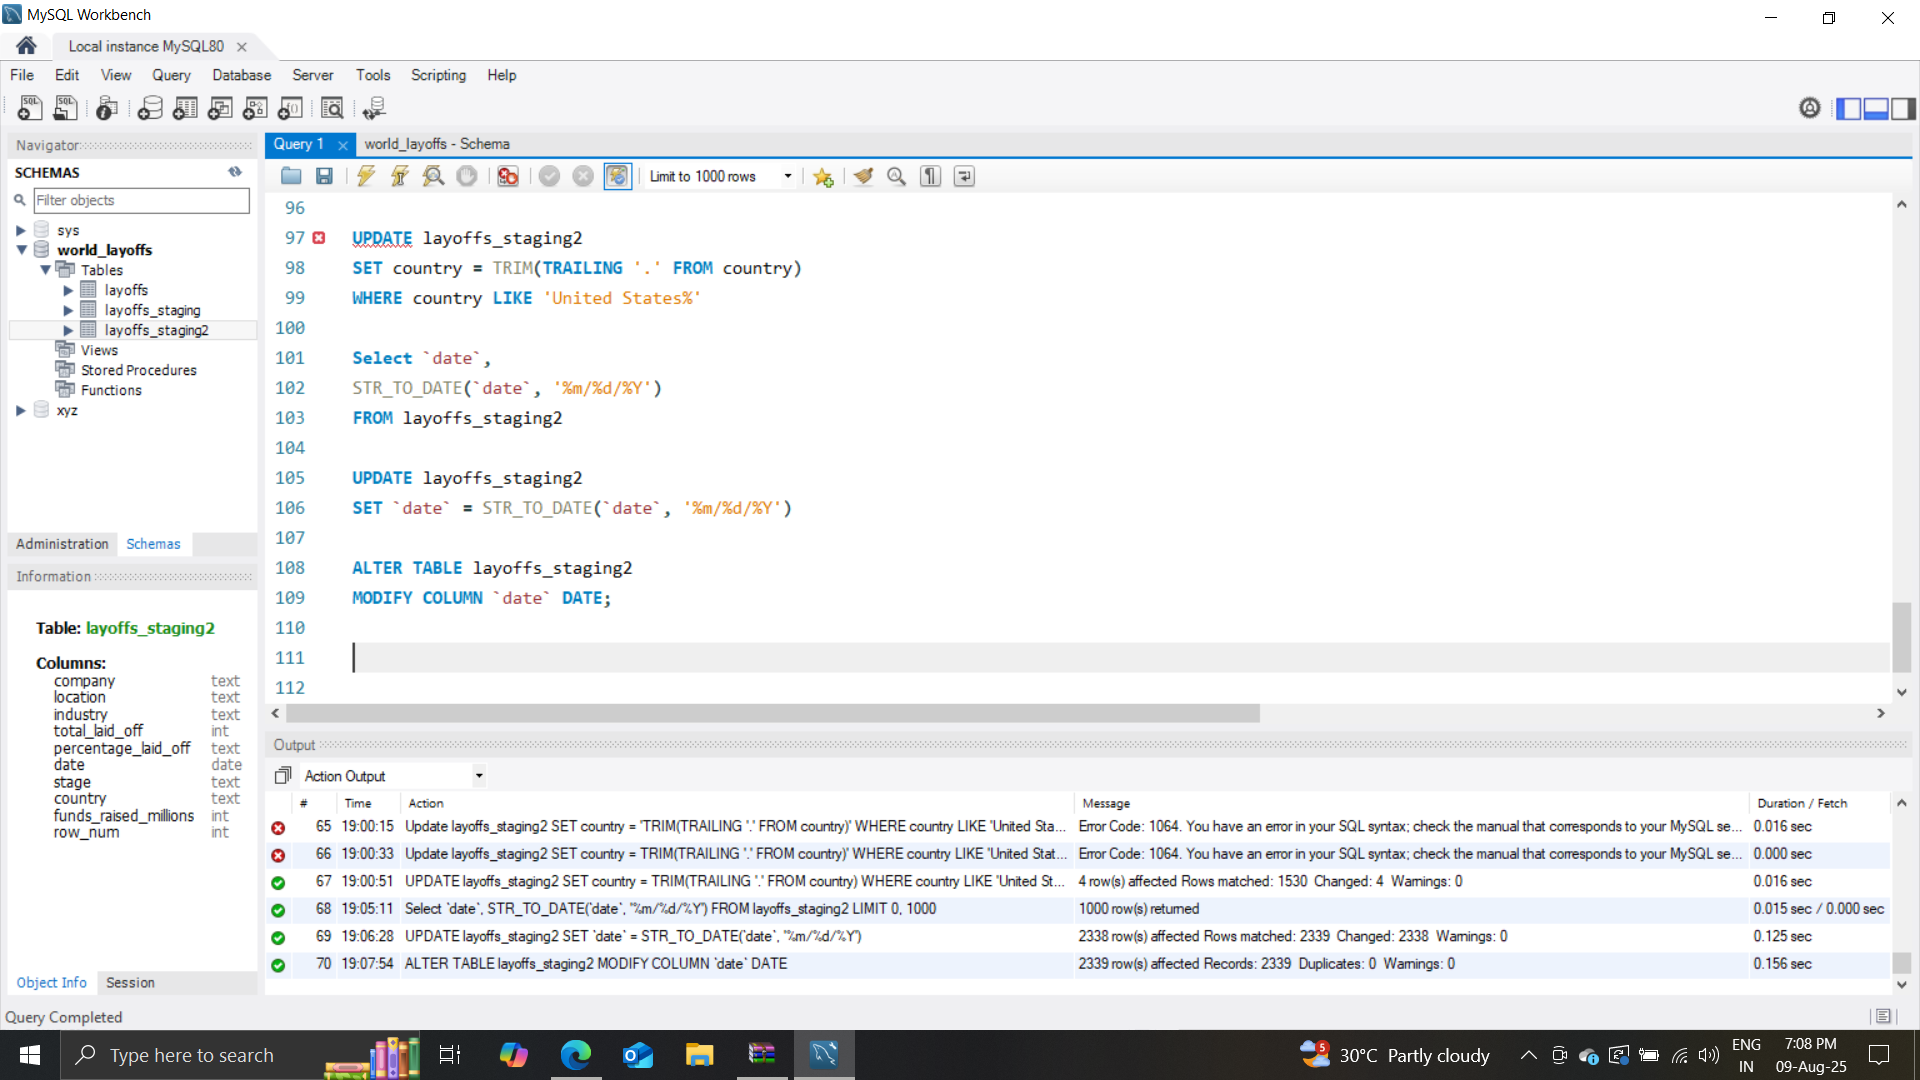 MySQL Workbench
Local instance MySQL80
File Edit View Query Database Server Tools Scripting Help
Navigator
SCHEMAS
Filter objects
sys
world_layoffs
Tables
layoffs
layoffs_staging
layoffs_staging2
Views
Stored Procedures
Functions
xyz
Administration Schemas
Information
Table: layoffs_staging2
Columns:
company text
location text
industry text
total_laid_off int
percentage_laid_off text
date date
stage text
country text
funds_raised_millions int
row_num int
Object Info Session
Query 1 world_layoffs - Schema
Limit to 1000 rows
96
97 UPDATE layoffs_staging2
98 SET country = TRIM(TRAILING '.' FROM country)
99 WHERE country LIKE 'United States%'
100
101 Select `date`,
102 STR_TO_DATE(`date`, '%m/%d/%Y')
103 FROM layoffs_staging2
104
105 UPDATE layoffs_staging2
106 SET `date` = STR_TO_DATE(`date`, '%m/%d/%Y')
107
108 ALTER TABLE layoffs_staging2
109 MODIFY COLUMN `date` DATE;
110
111
112
Output
Action Output
# Time Action Message Duration / Fetch
65 19:00:15 Update layoffs_staging2 SET country = 'TRIM(TRAILING '.' FROM country)' WHERE country LIKE 'United Sta... Error Code: 1064. You have an error in your SQL syntax; check the manual that corresponds to your MySQL se... 0.016 sec
66 19:00:33 Update layoffs_staging2 SET country = TRIM(TRAILING '.' FROM country)' WHERE country LIKE 'United Stat... Error Code: 1064. You have an error in your SQL syntax; check the manual that corresponds to your MySQL se... 0.000 sec
67 19:00:51 UPDATE layoffs_staging2 SET country = TRIM(TRAILING '.' FROM country) WHERE country LIKE 'United St... 4 row(s) affected Rows matched: 1530 Changed: 4 Warnings: 0 0.016 sec
68 19:05:11 Select `date`, STR_TO_DATE(`date`, '%m/%d/%Y') FROM layoffs_staging2 LIMIT 0, 1000 1000 row(s) returned 0.015 sec / 0.000 sec
69 19:06:28 UPDATE layoffs_staging2 SET `date` = STR_TO_DATE(`date`, '%m/%d/%Y') 2338 row(s) affected Rows matched: 2339 Changed: 2338 Warnings: 0 0.125 sec
70 19:07:54 ALTER TABLE layoffs_staging2 MODIFY COLUMN `date` DATE 2339 row(s) affected Records: 2339 Duplicates: 0 Warnings: 0 0.156 sec
Query Completed
Type here to search
5
30°C Partly cloudy
ENG
IN
7:08 PM
09-Aug-25